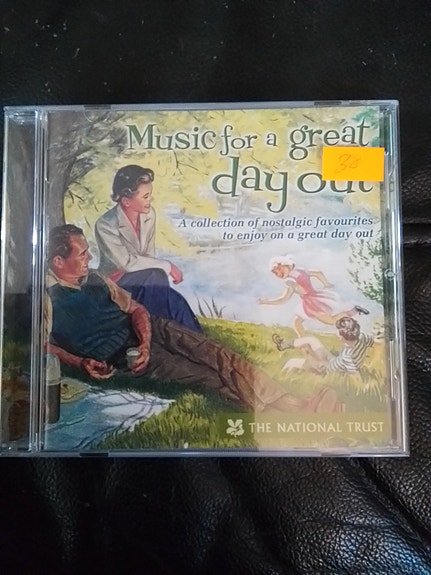 Music for a great
day out
A collection of nostalgic favourites
to enjoy on a great day out
THE NATIONAL TRUST